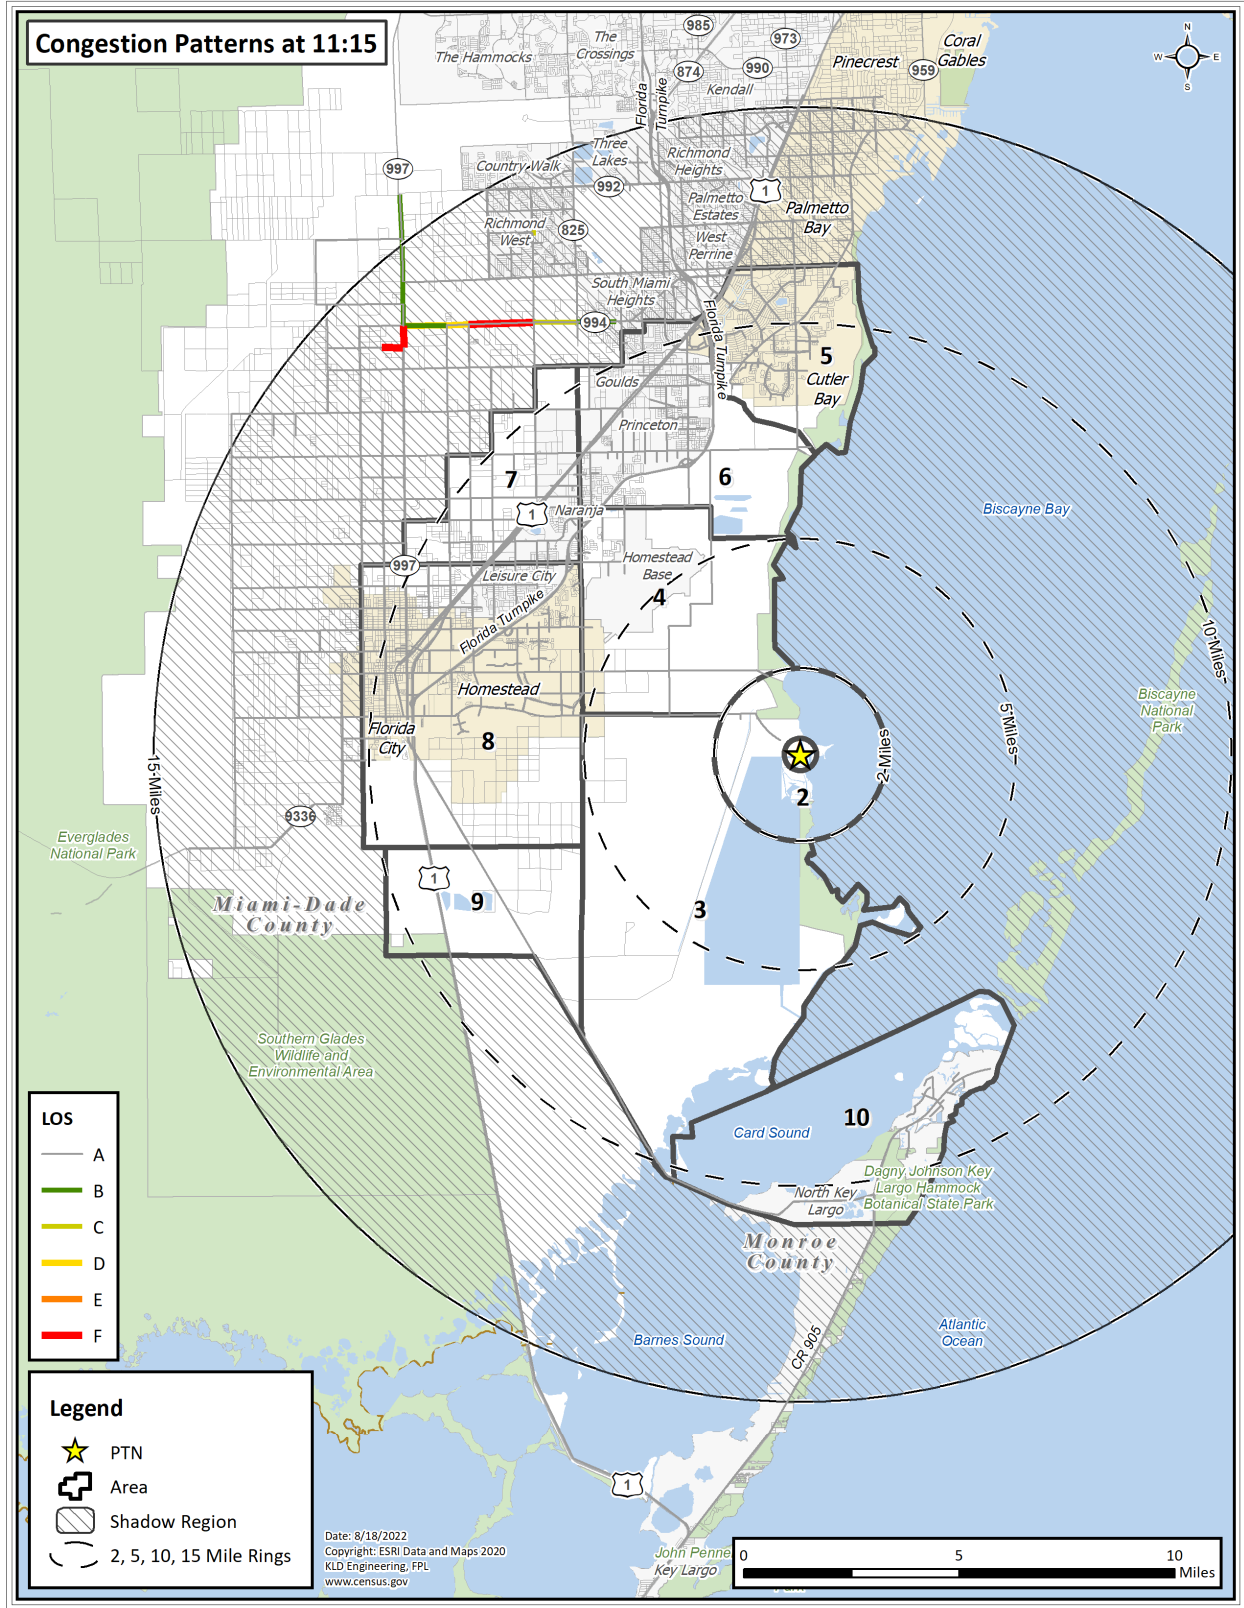 Congestion Patterns at 11:15
The Hammocks
The
Crossings
985
973
874
990
Kendall
Pinecrest
959
Coral
Gables
N
W
E
S
Florida
Turnpike
997
Country Walk
Three
Lakes
992
Richmond
Heights
1
Palmetto
Estates
Palmetto
Bay
Richmond
West
825
West
Perrine
South Miami
Heights
994
Florida Turnpike
5
Cutler
Bay
Goulds
Princeton
7
6
1
Naranja
Biscayne Bay
997
Leisure City
Homestead
Base
4
Florida Turnpike
10 Miles
Homestead
Biscayne
National
Park
5 Miles
Florida
City
8
2 Miles
15 Miles
2
9336
Everglades
National Park
1
9
3
Miami-Dade
County
Southern Glades
Wildlife and
Environmental Area
10
Card Sound
Dagny Johnson Key
Largo Hammock
Botanical State Park
North Key
Largo
Monroe
County
Barnes Sound
CR 905
Atlantic
Ocean
LOS
A
B
C
D
E
F
Legend
PTN
Area
Shadow Region
2, 5, 10, 15 Mile Rings
1
Date: 8/18/2022
Copyright: ESRI Data and Maps 2020
KLD Engineering, FPL
www.census.gov
John Penne
Key Largo
0
5
10
Miles